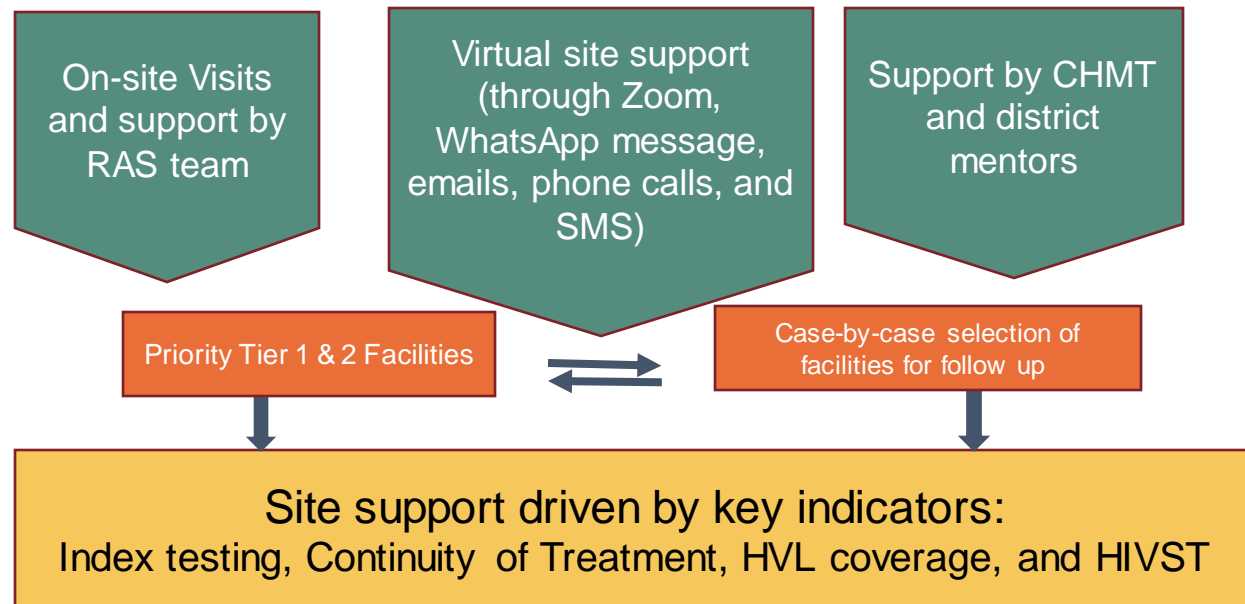 On-site Visits
and support by
RAS team
Virtual site support
(through Zoom,
WhatsApp message,
emails, phone calls, and
SMS)
Support by CHMT
and district
mentors
Priority Tier 1 & 2 Facilities
Case-by-case selection of
facilities for follow up
Site support driven by key indicators:
Index testing, Continuity of Treatment, HVL coverage, and HIVST